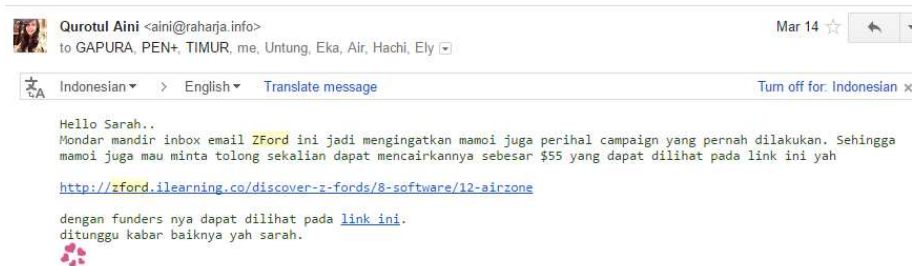 Qurotul Aini <aini@raharja.info>
Mar 14
to GAPURA, PEN+, TIMUR, me, Untung, Eka, Air, Hachi, Ely
Indonesian > English Translate message
Turn off for: Indonesian x
Hello Sarah..
Mondar mandir inbox email ZFord ini jadi mengingatkan mamoi juga perihal campaign yang pernah dilakukan. Sehingga
mamoi juga mau minta tolong sekalian dapat mencairkannya sebesar $55 yang dapat dilihat pada link ini yah
http://zford.ilearning.co/discover-z-fords/8-software/12-airzone
dengan funders nya dapat dilihat pada link ini.
ditunggu kabar baiknya yah sarah.